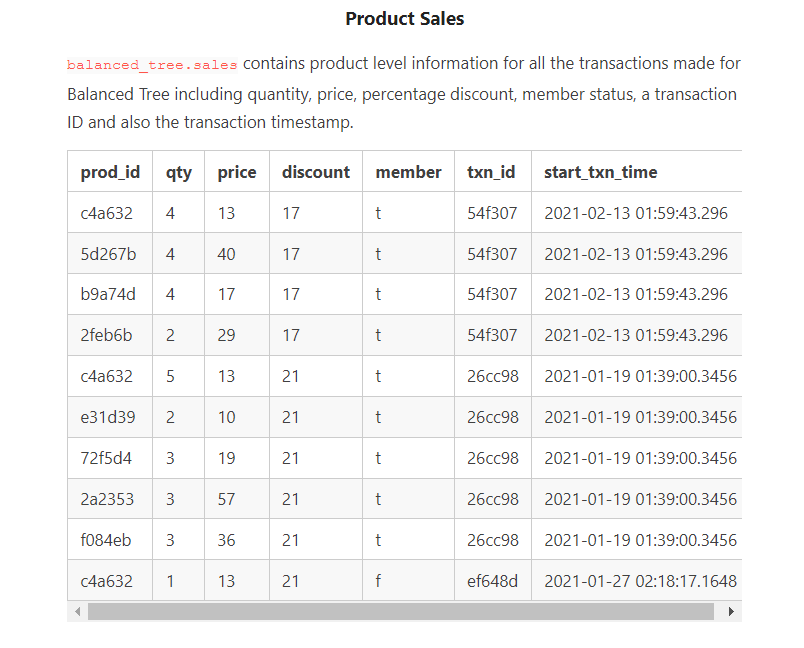 Product Sales
balanced_tree.sales contains product level information for all the transactions made for
Balanced Tree including quantity, price, percentage discount, member status, a transaction
ID and also the transaction timestamp.
prod_id qty price discount member txn_id start_txn_time
c4a632 4 13 17 t 54f307 2021-02-13 01:59:43.296
5d267b 4 40 17 t 54f307 2021-02-13 01:59:43.296
b9a74d 4 17 17 t 54f307 2021-02-13 01:59:43.296
2feb6b 2 29 17 t 54f307 2021-02-13 01:59:43.296
c4a632 5 13 21 t 26cc98 2021-01-19 01:39:00.3456
e31d39 2 10 21 t 26cc98 2021-01-19 01:39:00.3456
72f5d4 3 19 21 t 26cc98 2021-01-19 01:39:00.3456
2a2353 3 57 21 t 26cc98 2021-01-19 01:39:00.3456
f084eb 3 36 21 t 26cc98 2021-01-19 01:39:00.3456
c4a632 1 13 21 f ef648d 2021-01-27 02:18:17.1648